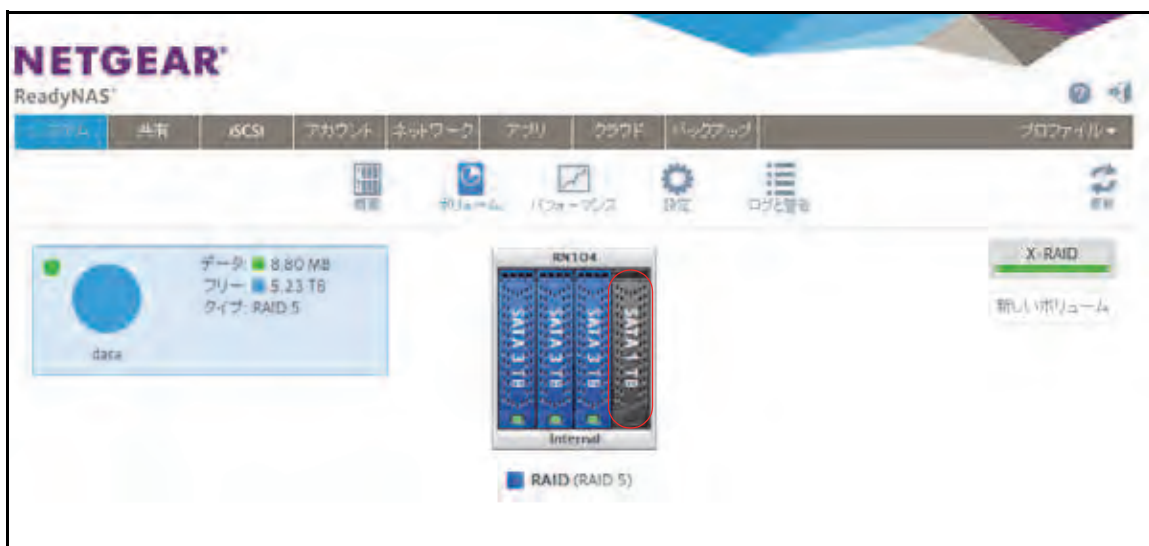 NETGEAR®
ReadyNAS®
システム 共有 iSCSI アカウント ネットワーク アプリ クラウド バックアップ プロファイル
概要 ボリューム パフォーマンス 設定 ログと警告 更新
データ: 8.80 MB
フリー: 5.23 TB
タイプ: RAID 5
data
RN104
SATA 3 TB
SATA 3 TB
SATA 3 TB
SATA 1 TB
Internal
RAID (RAID 5)
X-RAID
新しいボリューム